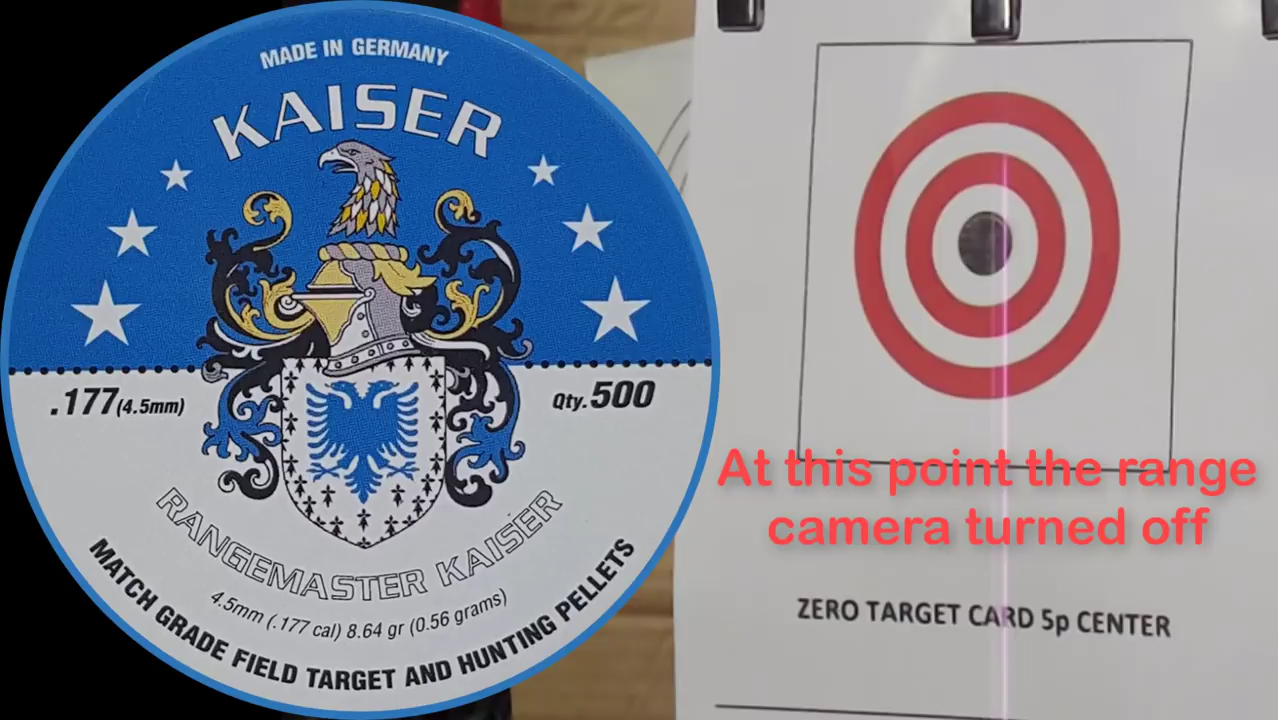 MADE IN GERMANY
KAISER
.177(4.5mm)
Qty.500
RANGEMASTER KAISER
4.5mm (.177 cal) 8.64 gr (0.56 grams)
MATCH GRADE FIELD TARGET AND HUNTING PELLETS
At this point the range
camera turned off
ZERO TARGET CARD 5p CENTER